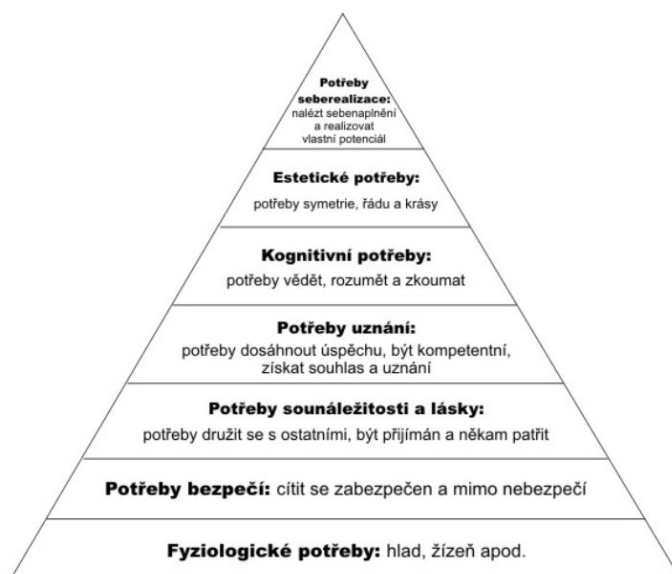 Potřeby
seberealizace:
nalézt sebenaplnění
a realizovat
vlastní potenciál
Estetické potřeby:
potřeby symetrie, řádu a krásy
Kognitivní potřeby:
potřeby vědět, rozumět a zkoumat
Potřeby uznání:
potřeby dosáhnout úspěchu, být kompetentní,
získat souhlas a uznání
Potřeby sounáležitosti a lásky:
potřeby družit se s ostatními, být přijímán a někam patřit
Potřeby bezpečí: cítit se zabezpečen a mimo nebezpečí
Fyziologické potřeby: hlad, žízeň apod.